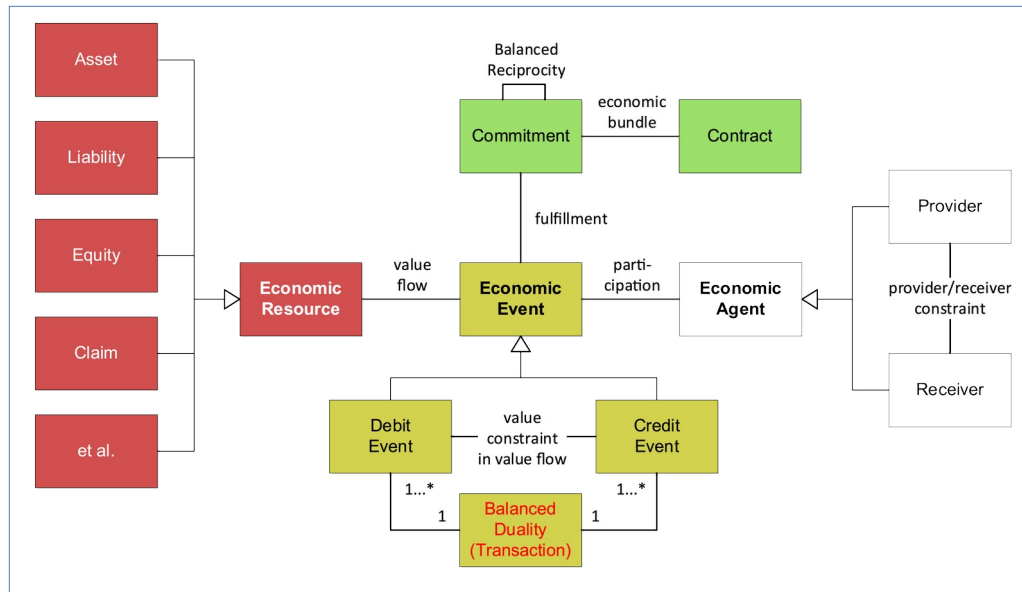 Asset
Liability
Equity
Claim
et al.
Economic
Resource
value
flow
Balanced
Reciprocity
Commitment
economic
bundle
Contract
fulfillment
Economic
Event
parti-
cipation
Economic
Agent
Provider
provider/receiver
constraint
Receiver
Debit
Event
value
constraint
in value flow
Credit
Event
1...*
1
Balanced
Duality
(Transaction)
1...*
1